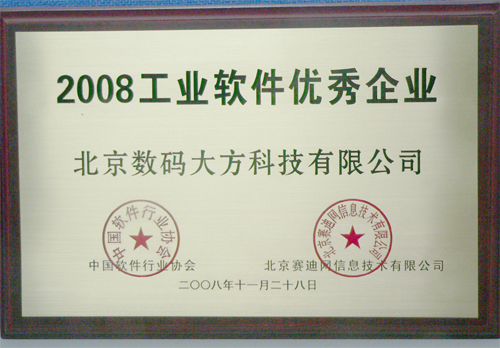 2008工业软件优秀企业
北京数码大方科技有限公司
中国软件行业协会
北京赛迪网信息技术有限公司
中国软件行业协会
北京赛迪网信息技术有限公司
二〇〇八年十一月二十八日